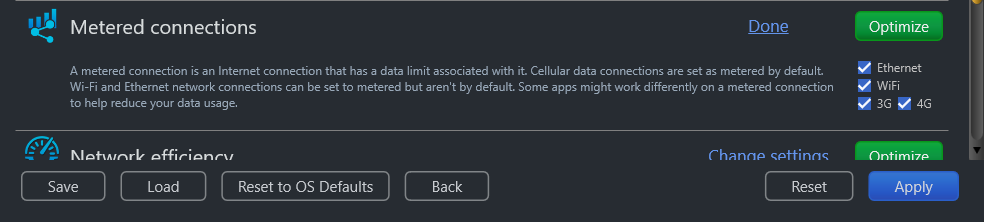 Metered connections
Done
Optimize
A metered connection is an Internet connection that has a data limit associated with it. Cellular data connections are set as metered by default.
Wi-Fi and Ethernet network connections can be set to metered but aren't by default. Some apps might work differently on a metered connection
to help reduce your data usage.
Ethernet
WiFi
3G 4G
Network efficiency
Change settings
Optimize
Save
Load
Reset to OS Defaults
Back
Reset
Apply